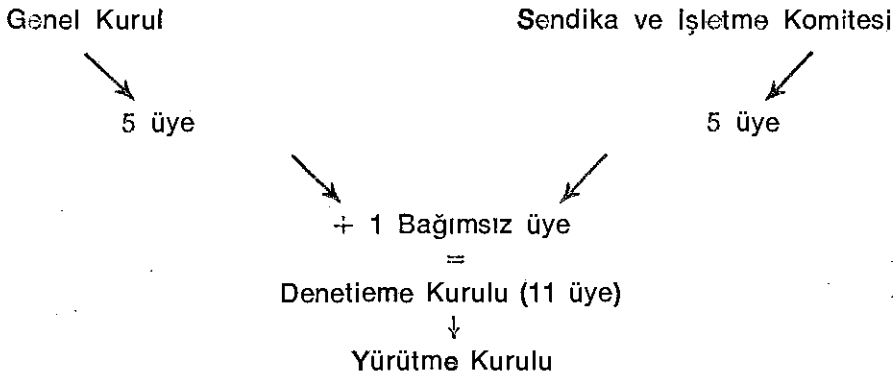 Genel Kurul Sendika ve İşletme Komitesi
5 üye 5 üye
+ 1 Bağımsız üye
=
Denetleme Kurulu (11 üye)
Yürütme Kurulu